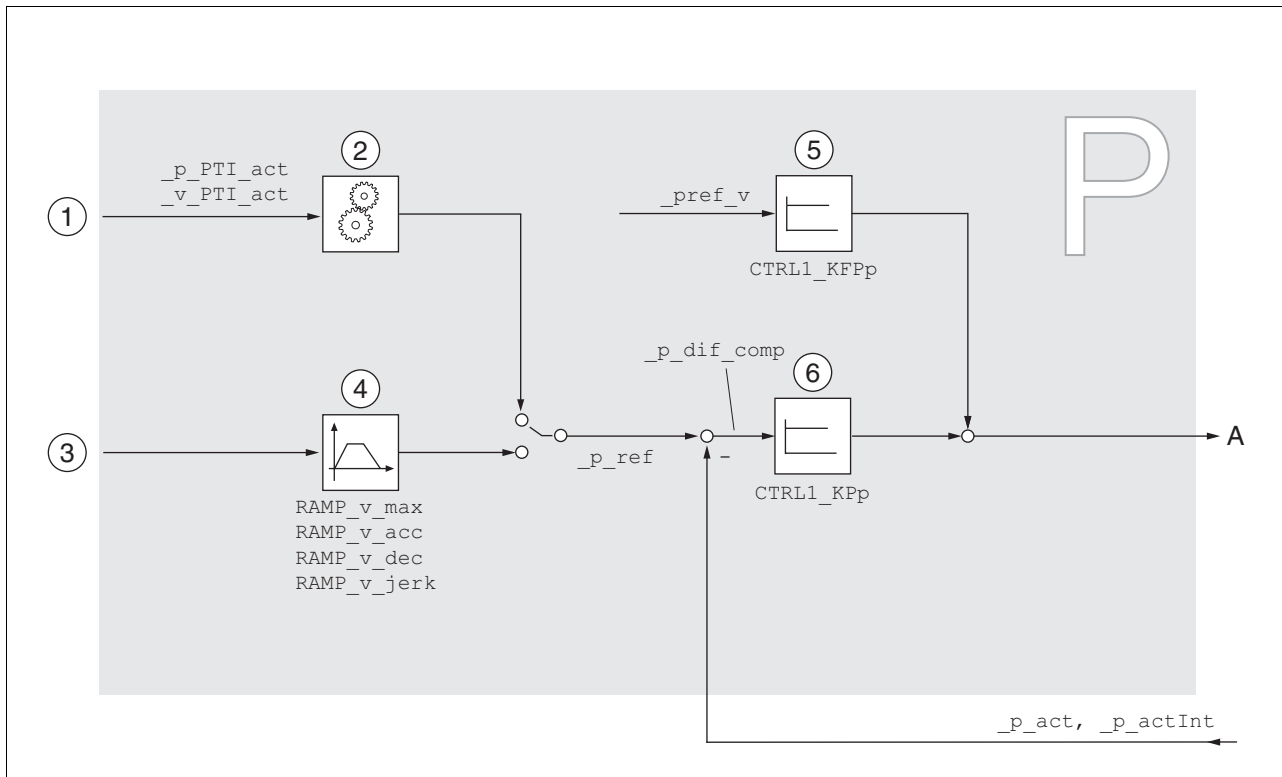 P
2
5
_p_PTI_act
_v_PTI_act
1
_pref_v
CTRL1_KFPp
_p_dif_comp
4
6
3
_p_ref
-
A
CTRL1_KPp
RAMP_v_max
RAMP_v_acc
RAMP_v_dec
RAMP_v_jerk
_p_act, _p_actInt